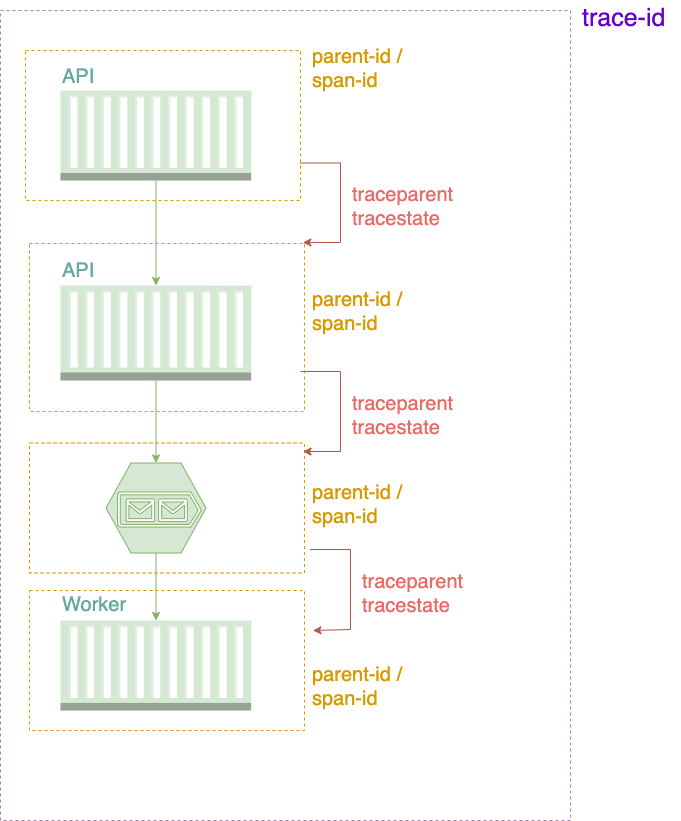 trace-id
parent-id /
span-id
API
traceparent
tracestate
API
parent-id /
span-id
traceparent
tracestate
parent-id /
span-id
traceparent
tracestate
Worker
parent-id /
span-id